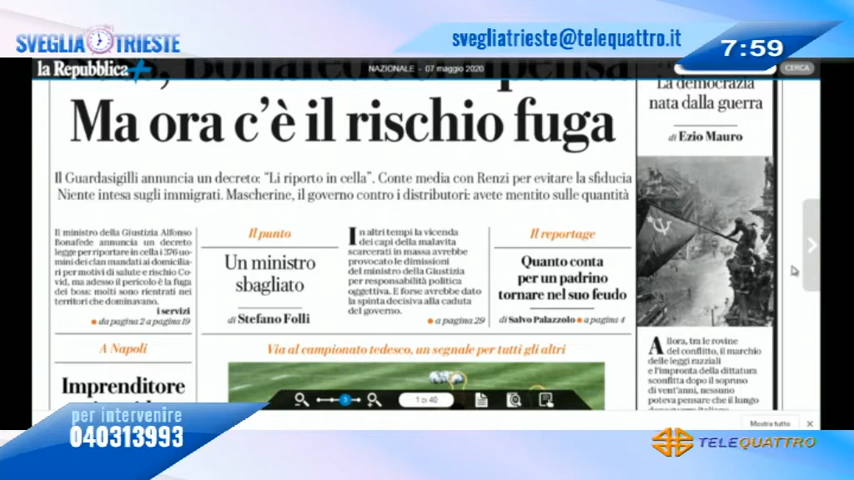 SVEGLIA TRIESTE
svegliatrieste@telequattro.it
7:59
la Repubblica+
NAZIONALE - 07 maggio 2020
CERCA
Ma ora c'è il rischio fuga
Il Guardasigilli annuncia un decreto: "Li riporto in cella". Conte media con Renzi per evitare la sfiducia
Niente intesa sugli immigrati. Mascherine, il governo contro i distributori: avete mentito sulle quantità
Il ministro della Giustizia Alfonso
Bonafede annuncia un decreto
legge per riportare in cella i 376 uo-
mini dei clan mandati ai domicilia-
ri per motivi di salute e rischio Co-
vid, ma adesso il pericolo è la fuga
dei boss: molti sono rientrati nei
territori che dominavano.
i servizi
da pagina 2 a pagina 19
Il punto
Un ministro
sbagliato
di Stefano Folli
In altri tempi la vicenda
dei capi della malavita
scarcerati in massa avrebbe
provocato le dimissioni
del ministro della Giustizia
per responsabilità politica
oggettiva. E forse avrebbe dato
la spinta decisiva alla caduta
del governo.
a pagina 29
Il reportage
Quanto conta
per un padrino
tornare nel suo feudo
di Salvo Palazzolo a pagina 4
La democrazia
nata dalla guerra
di Ezio Mauro
Allora, tra le rovine
del conflitto, il marchio
delle leggi razziali
e l'impronta della dittatura
sconfitta dopo il sopruso
di vent'anni, nessuno
poteva pensare che il lungo
A Napoli
Imprenditore
Via al campionato tedesco, un segnale per tutti gli altri
3
1 di 40
Mostra tutto
per intervenire
040313993
TELEQUATTRO